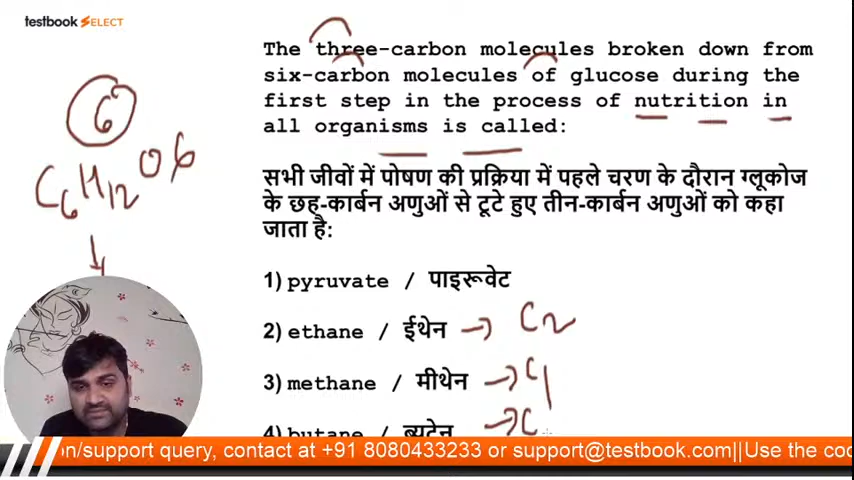 testbook SELECT
The three-carbon molecules broken down from
six-carbon molecules of glucose during the
first step in the process of nutrition in
all organisms is called:
6
C6H12O6
सभी जीवों में पोषण की प्रक्रिया में पहले चरण के दौरान ग्लूकोज
के छह-कार्बन अणुओं से टूटे हुए तीन-कार्बन अणुओं को कहा
जाता है:
1) pyruvate / पाइरूवेट
2) ethane / ईथेन → C2
3) methane / मीथेन → C1
4) butane / ब्यूटेन → C
on/support query, contact at +91 8080433233 or support@testbook.com||Use the co